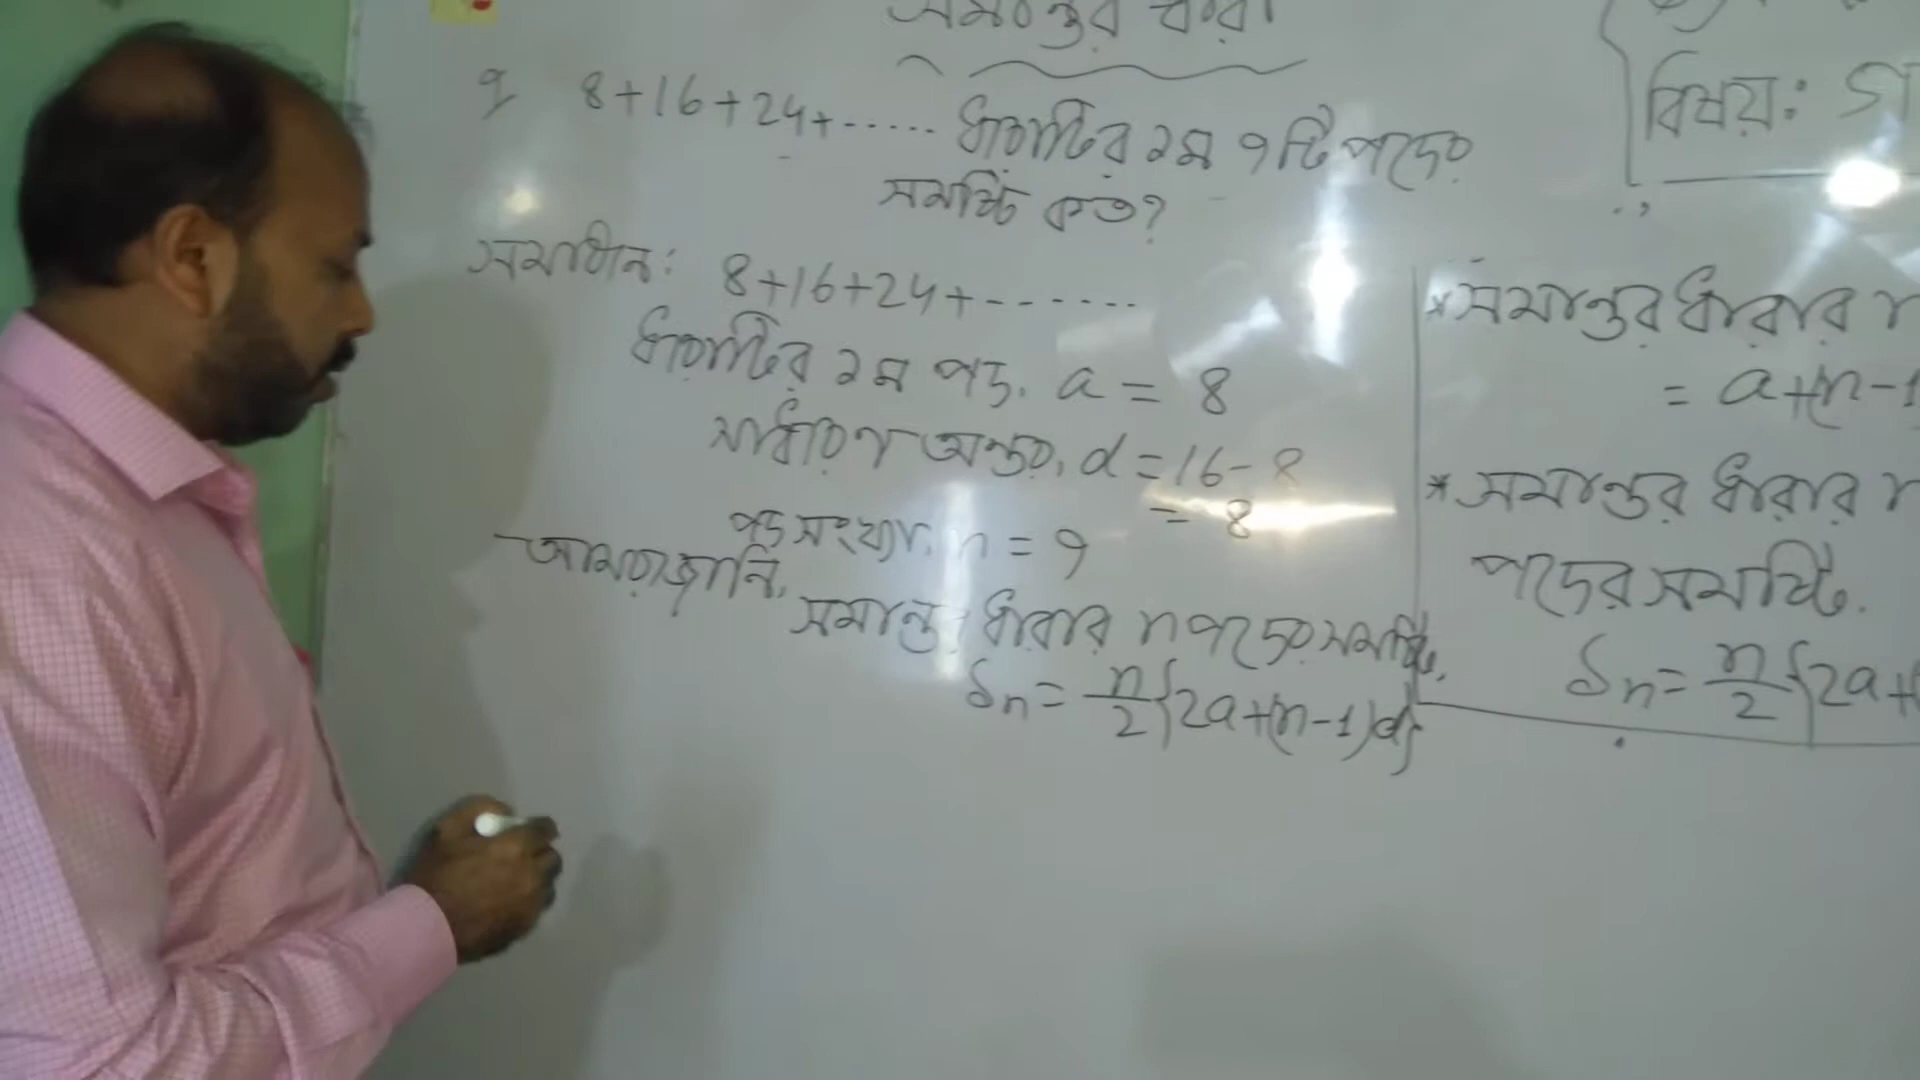 সমান্তর ধারা
9 8+16+24+...... ধারাটির ১ম ৭টি পদের
সমষ্টি কত?
সমাধান: 8+16+24+-------
ধারাটির ১ম পদ, a = 8
সাধারণ অন্তর, d = 16-8
= 8
পদ সংখ্যা, n = 9
আমরা জানি,
সমান্তর ধারার n পদের সমষ্টি,
Sn = n/2{2a+(n-1)d}
বিষয়: গ
*সমান্তর ধারার n
= a+(n-1
*সমান্তর ধারার n
পদের সমষ্টি.
Sn = n/2{2a+(